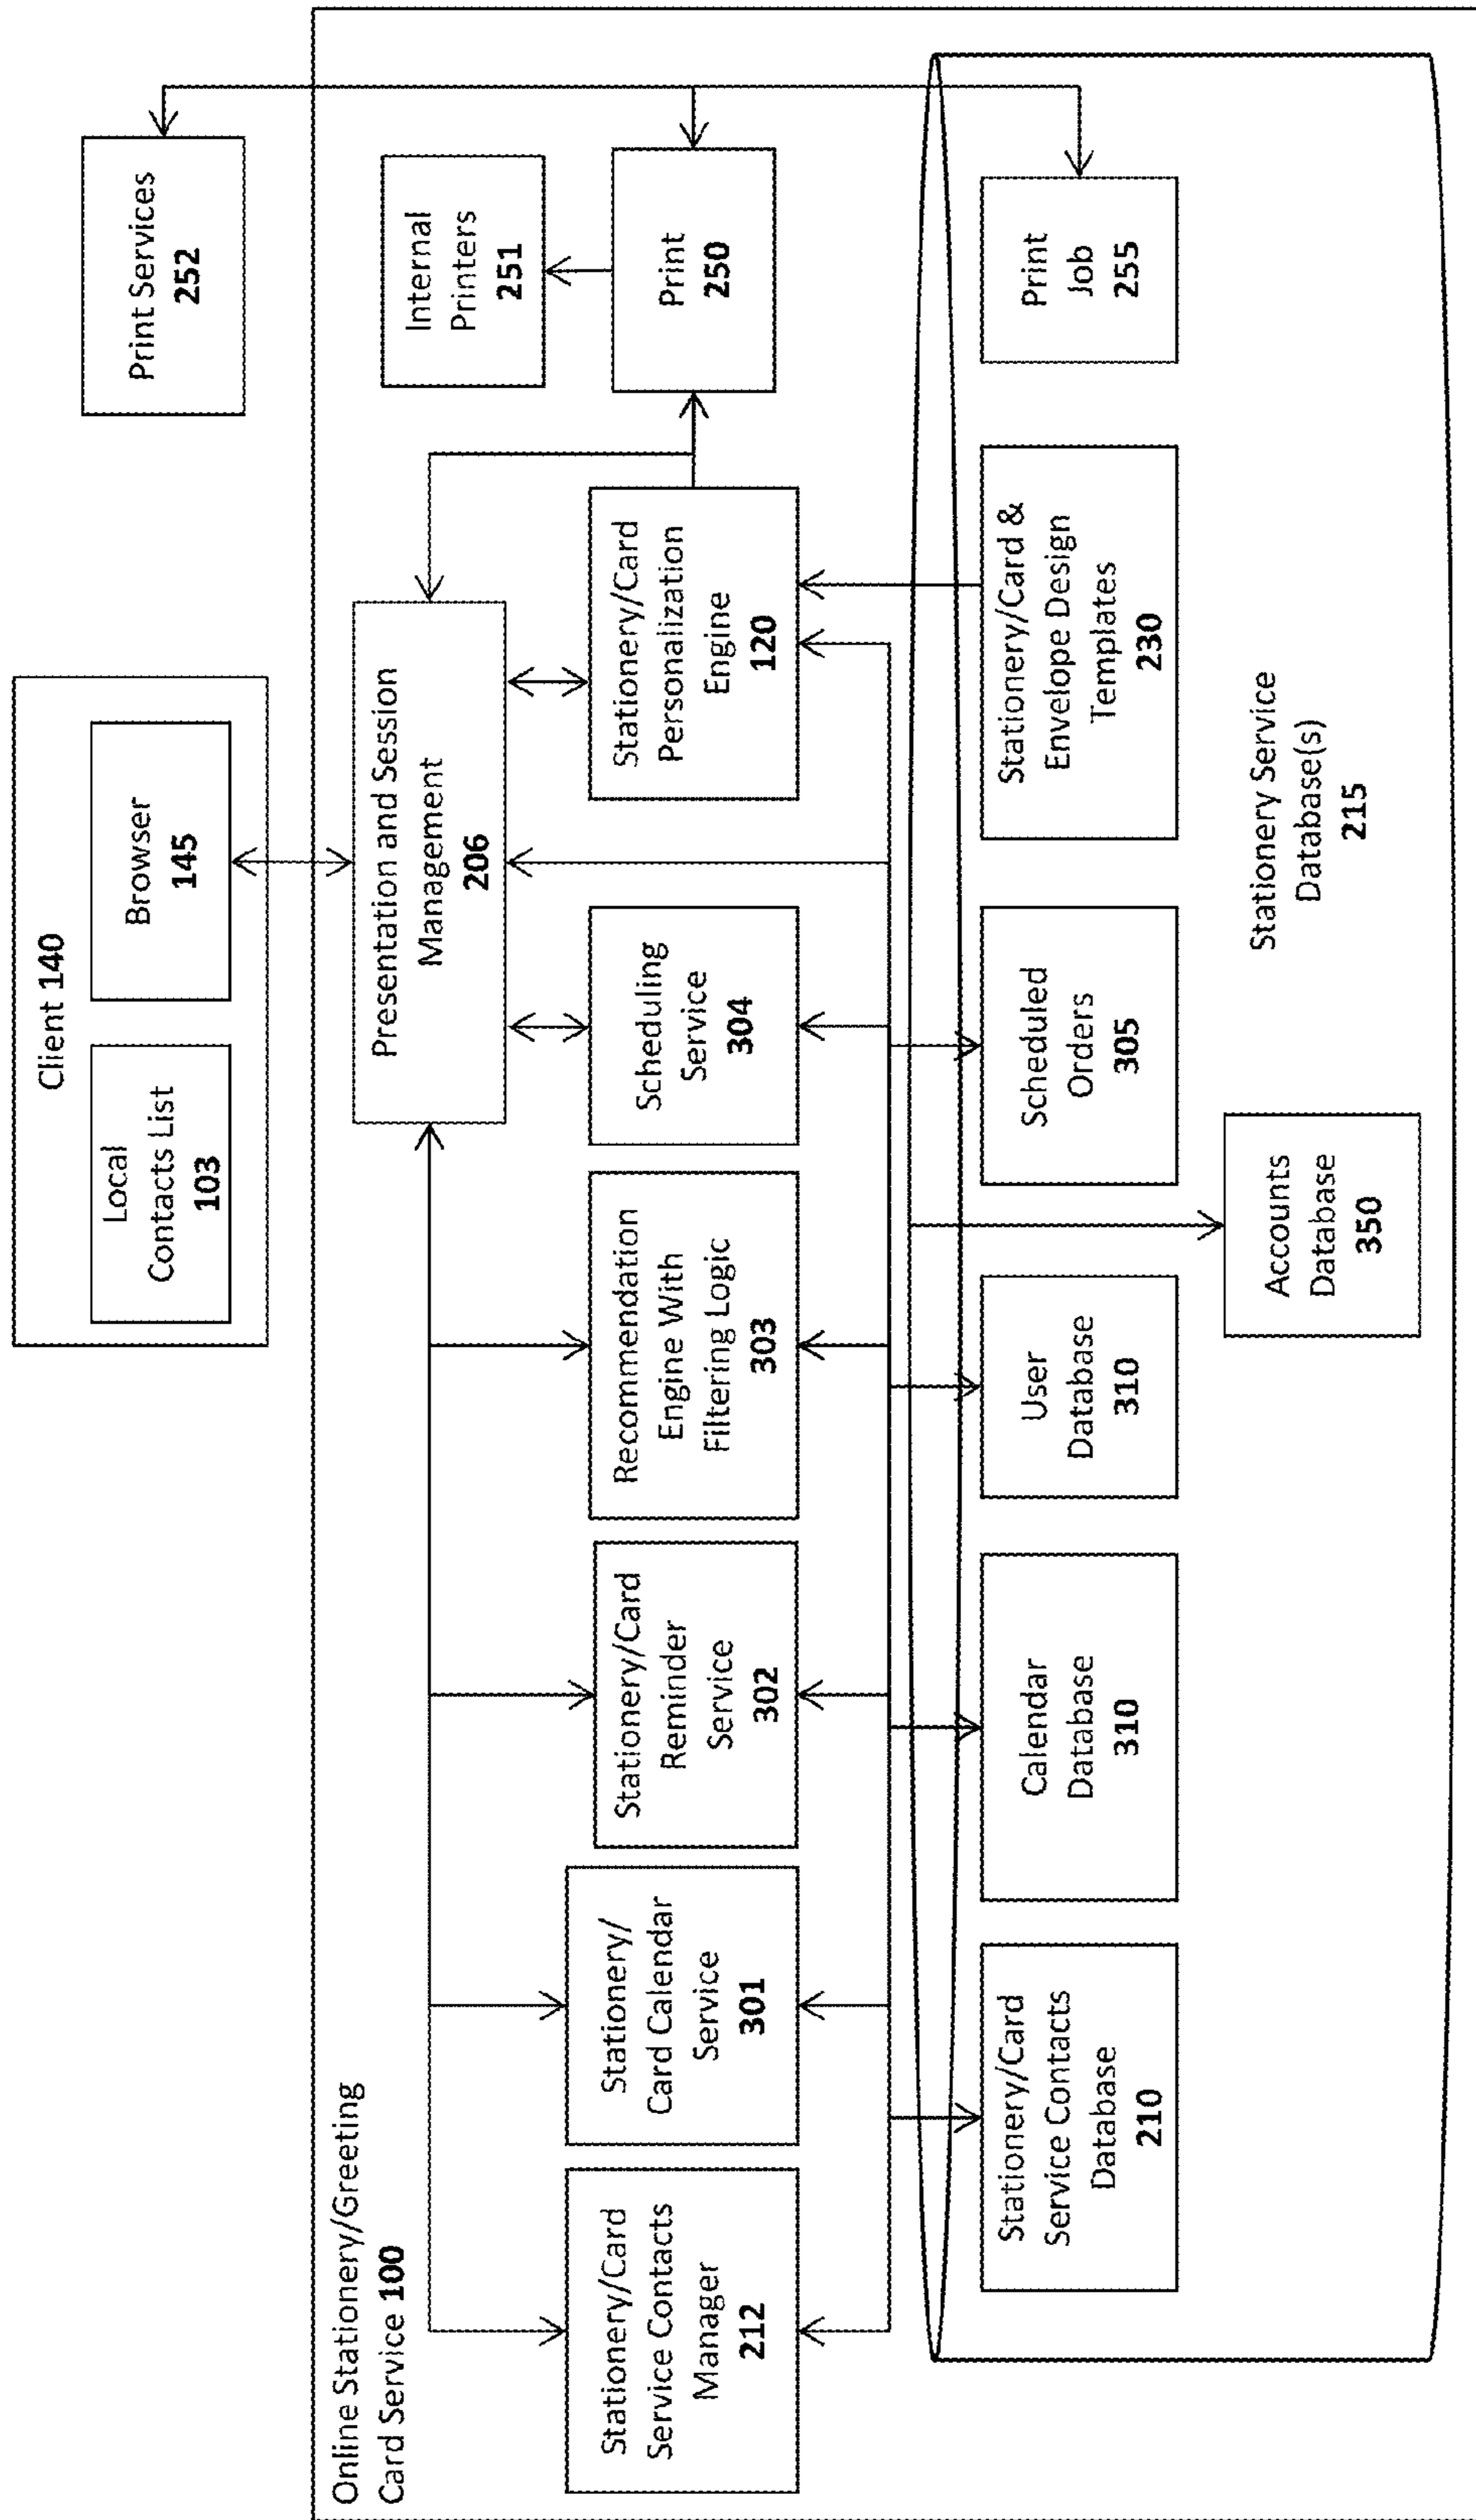 Client 140
Local
Contacts List
103
Browser
145
Print Services
252
Online Stationery/Greeting
Card Service 100
Presentation and Session
Management
206
Internal
Printers
251
Stationery/Card
Service Contacts
Manager
212
Stationery/
Card Calendar
Service
301
Stationery/Card
Reminder
Service
302
Recommendation
Engine With
Filtering Logic
303
Scheduling
Service
304
Stationery/Card
Personalization
Engine
120
Print
250
Stationery/Card
Service Contacts
Database
210
Calendar
Database
310
User
Database
310
Scheduled
Orders
305
Stationery/Card &
Envelope Design
Templates
230
Print
Job
255
Accounts
Database
350
Stationery Service
Database(s)
215